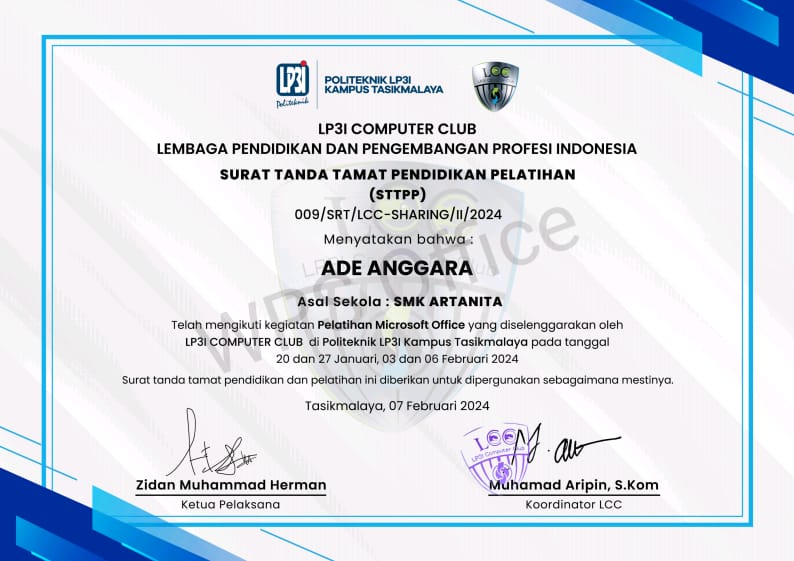 LP3I
Politeknik
POLITEKNIK LP3I
KAMPUS TASIKMALAYA
LCC
LP3I COMPUTER CLUB
LEMBAGA PENDIDIKAN DAN PENGEMBANGAN PROFESI INDONESIA
SURAT TANDA TAMAT PENDIDIKAN PELATIHAN
(STTPP)
009/SRT/LCC-SHARING/II/2024
Menyatakan bahwa :
ADE ANGGARA
Asal Sekola : SMK ARTANITA
Telah mengikuti kegiatan Pelatihan Microsoft Office yang diselenggarakan oleh
LP3I COMPUTER CLUB di Politeknik LP3I Kampus Tasikmalaya pada tanggal
20 dan 27 Januari, 03 dan 06 Februari 2024
Surat tanda tamat pendidikan dan pelatihan ini diberikan untuk dipergunakan sebagaimana mestinya.
Tasikmalaya, 07 Februari 2024
LCC
LP3I Computer Club
Zidan Muhammad Herman
Muhamad Aripin, S.Kom
Ketua Pelaksana
Koordinator LCC
WPS Office